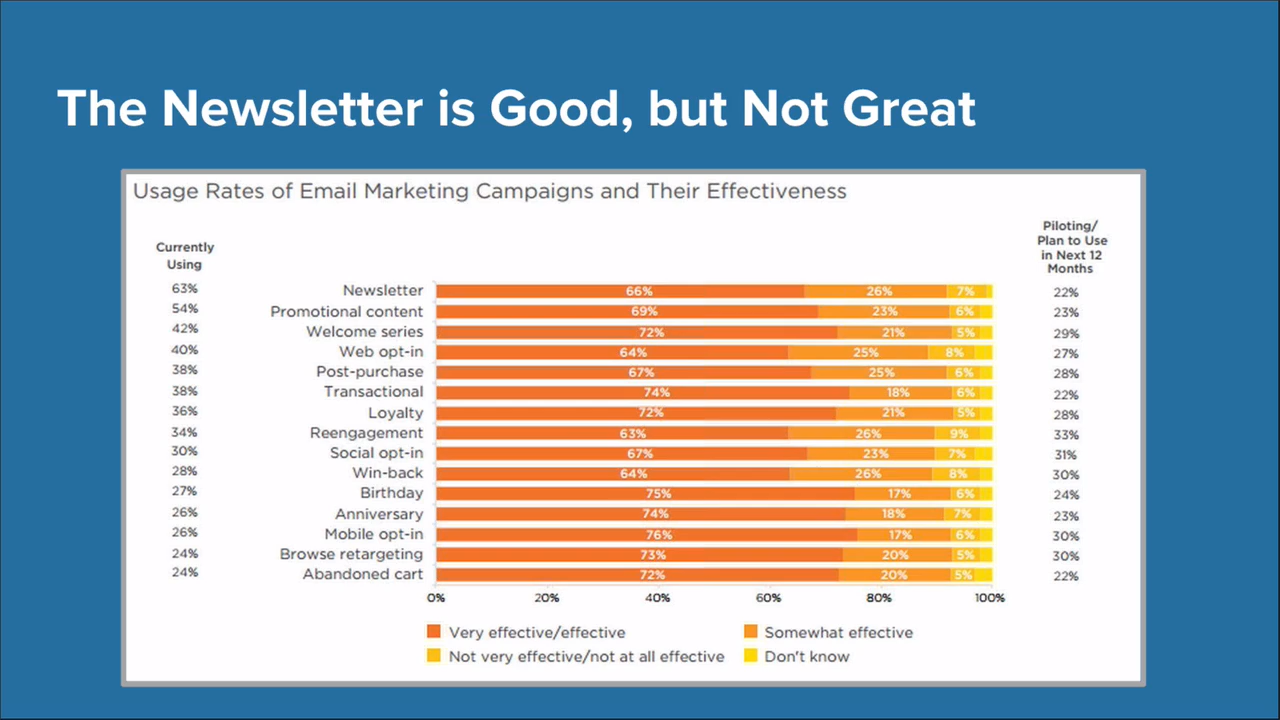 The Newsletter is Good, but Not Great
Usage Rates of Email Marketing Campaigns and Their Effectiveness
Currently
Using
Piloting/
Plan to Use
in Next 12
Months
63% Newsletter 66% 26% 7% 22%
54% Promotional content 69% 23% 6% 23%
42% Welcome series 72% 21% 5% 29%
40% Web opt-in 64% 25% 8% 27%
38% Post-purchase 67% 25% 6% 28%
38% Transactional 74% 18% 6% 22%
36% Loyalty 72% 21% 5% 28%
34% Reengagement 63% 26% 9% 33%
30% Social opt-in 67% 23% 7% 31%
28% Win-back 64% 26% 8% 30%
27% Birthday 75% 17% 6% 24%
26% Anniversary 74% 18% 7% 23%
26% Mobile opt-in 76% 17% 6% 30%
24% Browse retargeting 73% 20% 5% 30%
24% Abandoned cart 72% 20% 5% 22%
0% 20% 40% 60% 80% 100%
Very effective/effective Somewhat effective
Not very effective/not at all effective Don't know